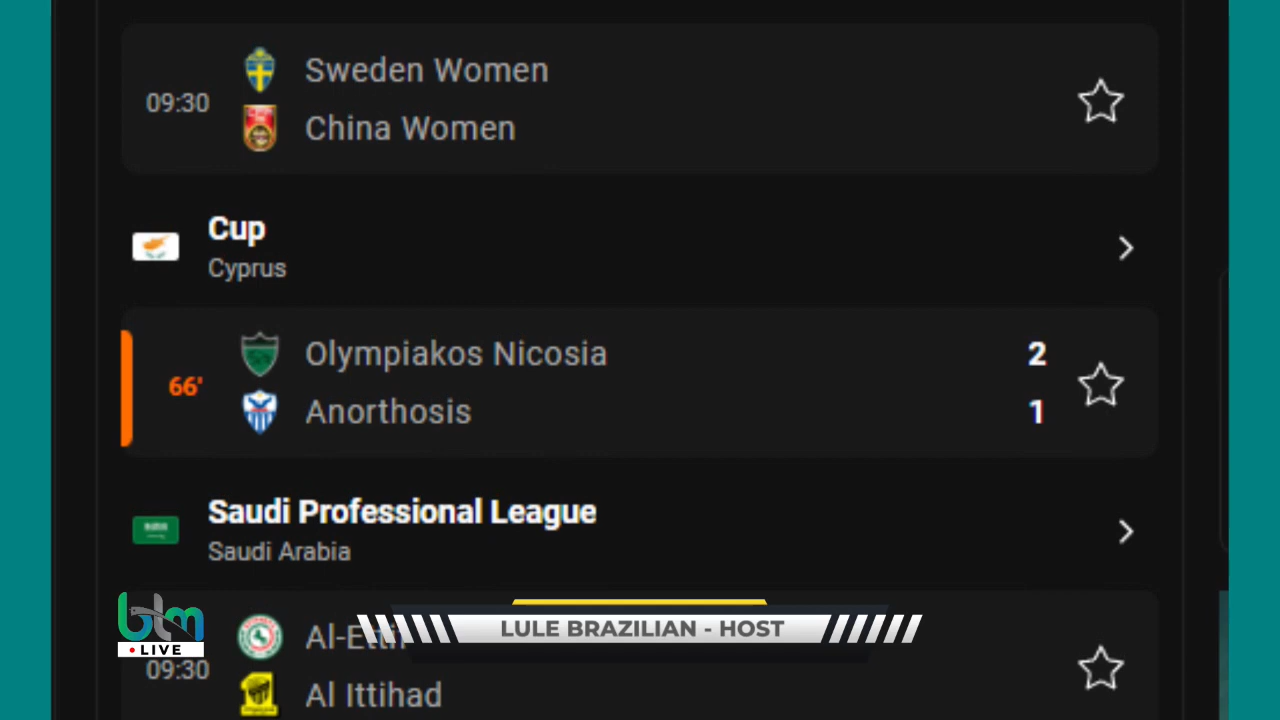 Sweden Women
09:30
China Women
Cup
Cyprus
Olympiakos Nicosia 2
66'
Anorthosis 1
Saudi Professional League
Saudi Arabia
btm
LIVE
LULE BRAZILIAN - HOST
09:30
Al Ittihad